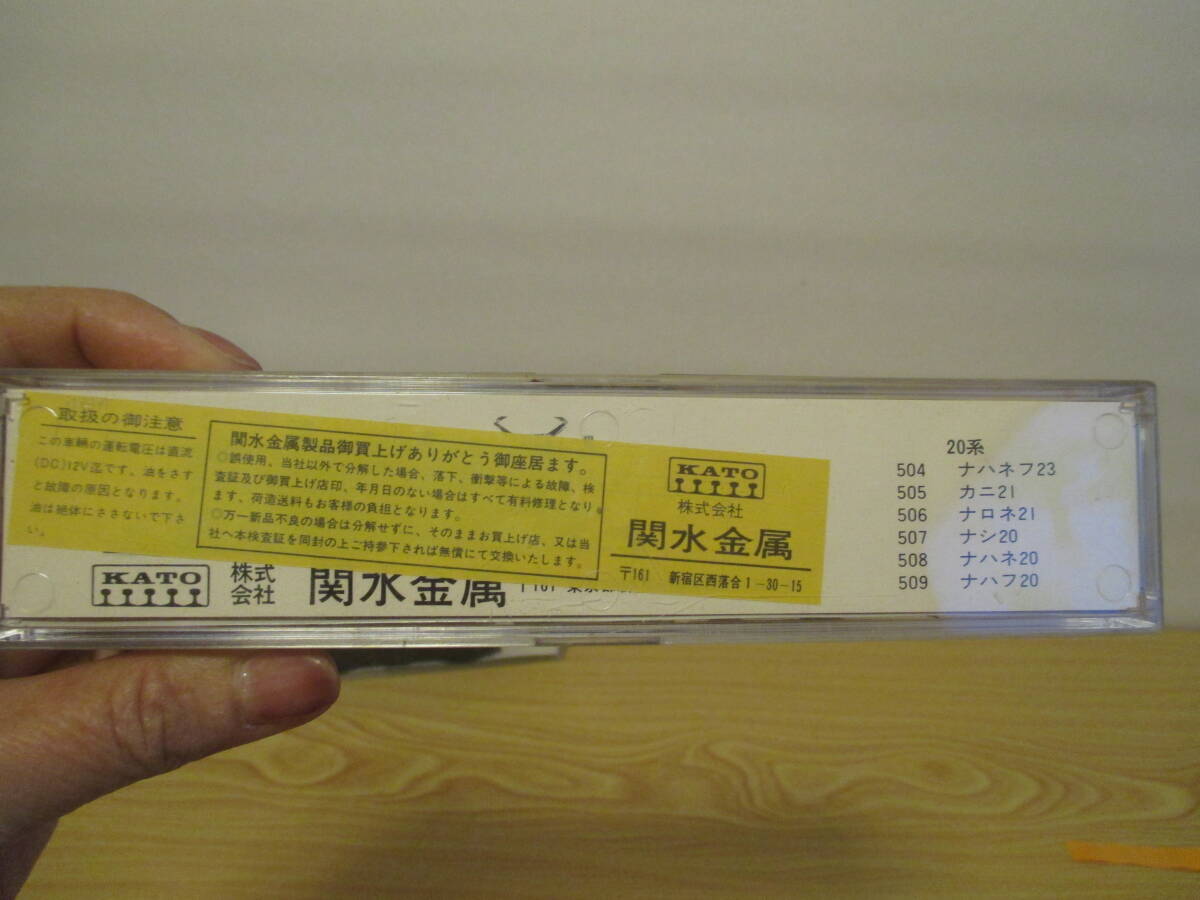 取扱の御注意
この車輛の運転電圧は直流
(DC)12V迄です、油をさす
と故障の原因となります。
油は絶体にささないで下さ
い。
関水金属製品御買上げありがとう御座居ます。
○誤使用、当社以外で分解した場合、落下、衝撃等による故障、検
査証及び御買上げ店印、年月日のない場合はすべて有料修理となり
ます、荷造送料もお客様の負担となります。
○万一新品不良の場合は分解せずに、そのままお買上げ店、又は当
社へ本検査証を同封の上ご持参下されば無償にて交換いたします。
KATO
株式会社
関水金属
〒161 新宿区西落合1-30-15
KATO
株式
会社
関水金属
〒161
20系
504 ナハネフ23
505 カニ21
506 ナロネ21
507 ナシ20
508 ナハネ20
509 ナハフ20